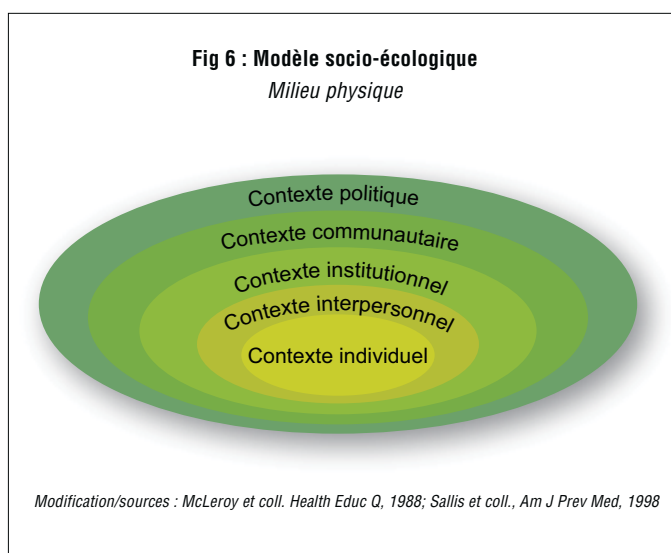 Fig 6 : Modèle socio-écologique
Milieu physique
Contexte politique
Contexte communautaire
Contexte institutionnel
Contexte interpersonnel
Contexte individuel
Modification/sources : McLeroy et coll. Health Educ Q, 1988; Sallis et coll., Am J Prev Med, 1998